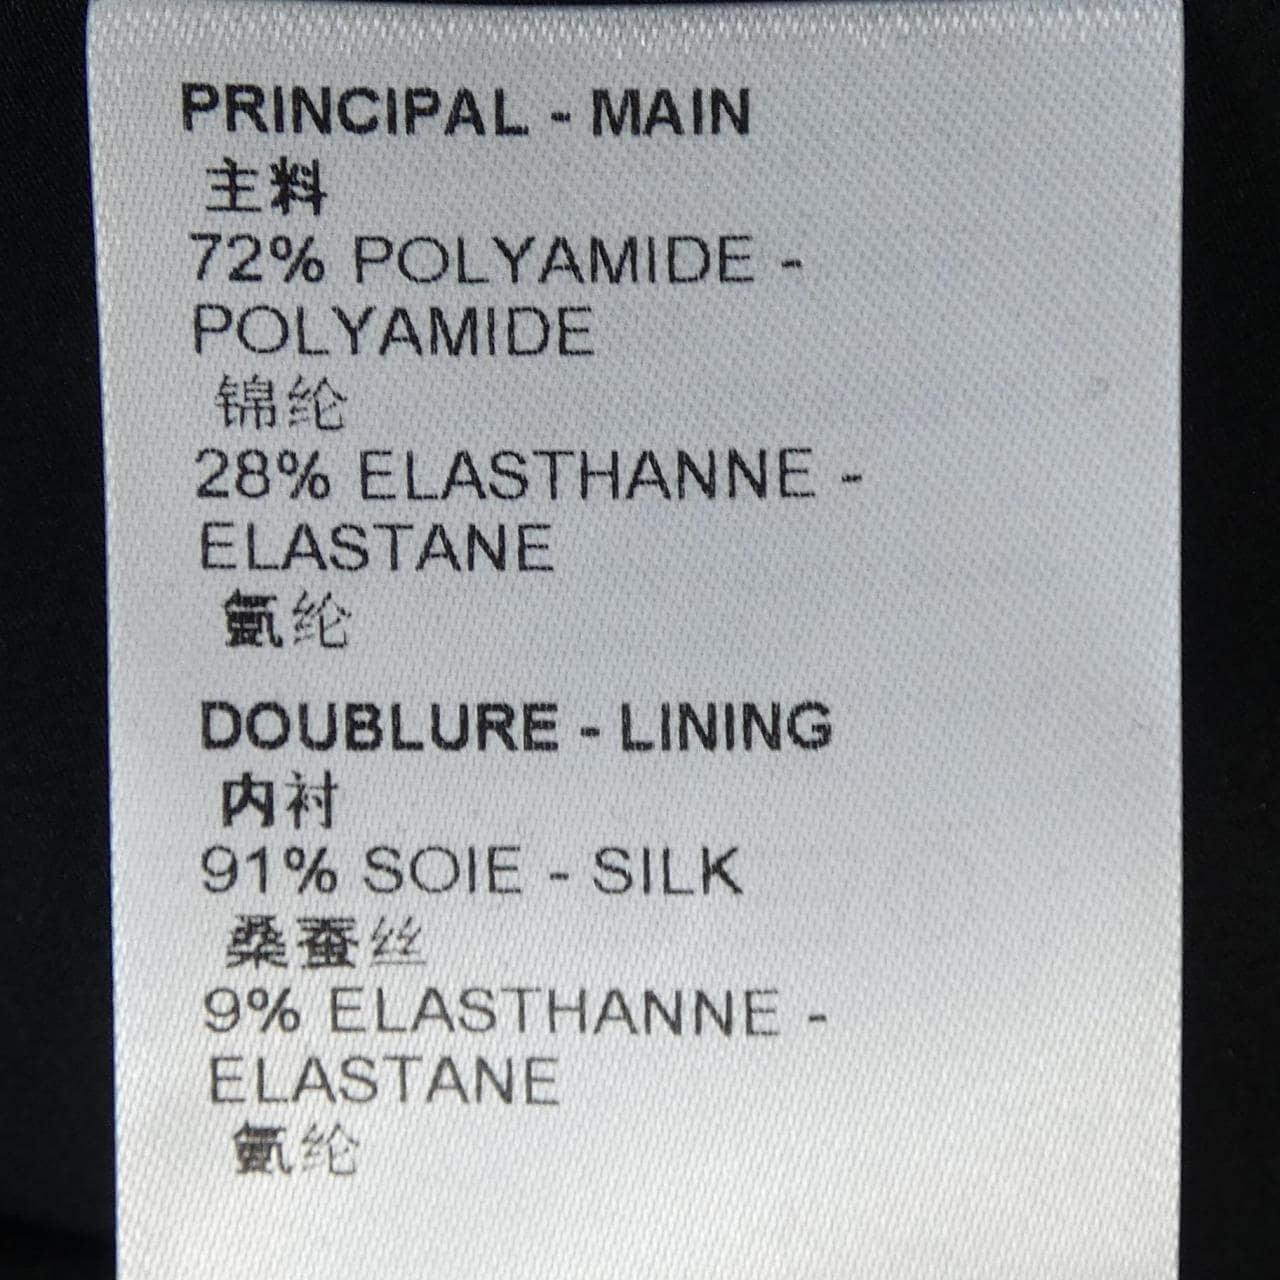 PRINCIPAL - MAIN
主料
72% POLYAMIDE -
POLYAMIDE
锦纶
28% ELASTHANNE -
ELASTANE
氨纶
DOUBLURE - LINING
内衬
91% SOIE - SILK
桑蚕丝
9% ELASTHANNE -
ELASTANE
氨纶